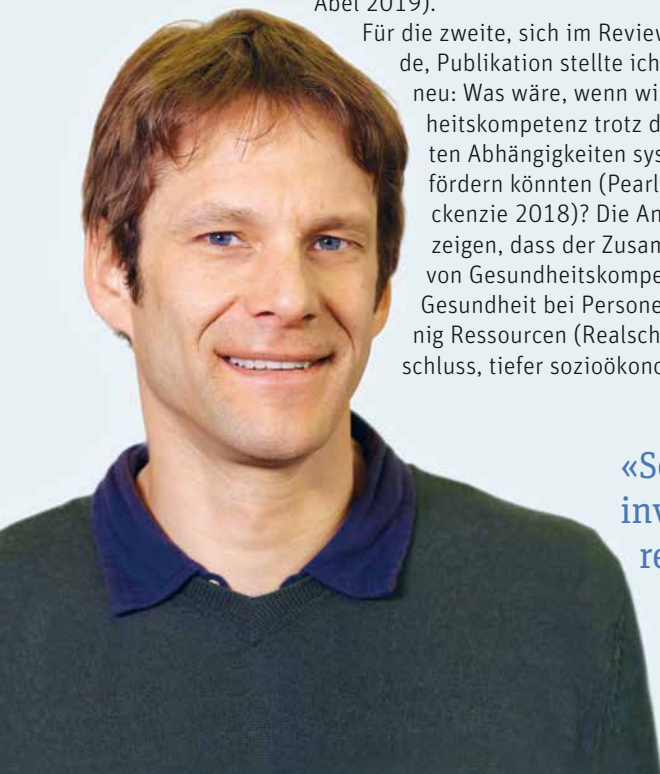 Abel 2019).
Für die zweite, sich im Review
de, Publikation stellte ich
neu: Was wäre, wenn wi
heitskompetenz trotz d
ten Abhängigkeiten sys
fördern könnten (Pearl
ckenzie 2018)? Die An
zeigen, dass der Zusam
von Gesundheitskompe
Gesundheit bei Persone
nig Ressourcen (Realsch
schluss, tiefer sozioökono
«So
inv
re